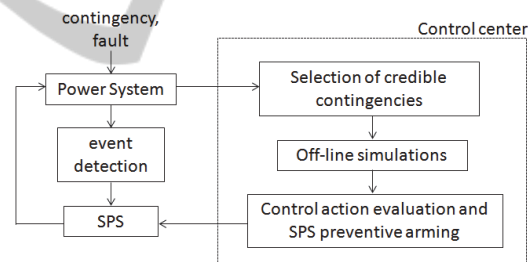 contingency,
fault
Control center
Power System
Selection of credible
contingencies
event
detection
Off-line simulations
SPS
Control action evaluation and
SPS preventive arming